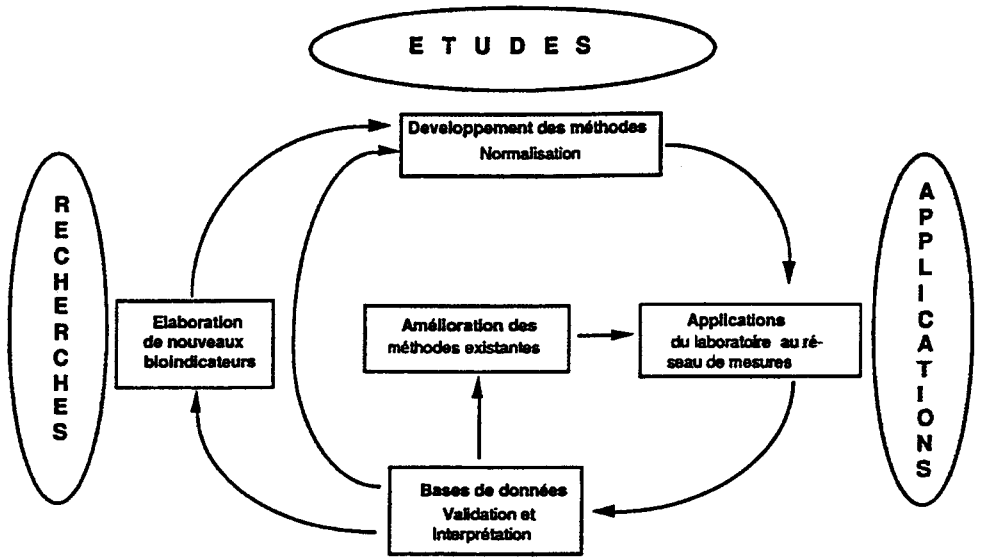 E T U D E S
Developpement des méthodes
Normalisation
RECHERCHES
APPLICATIONS
Elaboration
de nouveaux
bioindicateurs
Amélioration des
méthodes existantes
Applications
du laboratoire au ré-
seau de mesures
Bases de données
Validation et
Interprétation